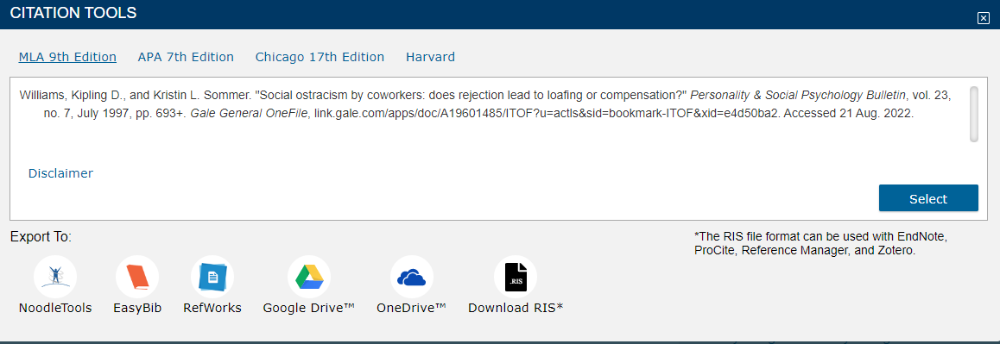 CITATION TOOLS
MLA 9th Edition APA 7th Edition Chicago 17th Edition Harvard
Williams, Kipling D., and Kristin L. Sommer. "Social ostracism by coworkers: does rejection lead to loafing or compensation?" Personality & Social Psychology Bulletin, vol. 23,
no. 7, July 1997, pp. 693+. Gale General OneFile, link.gale.com/apps/doc/A19601485/ITOF?u=actls&sid=bookmark-ITOF&xid=e4d50ba2. Accessed 21 Aug. 2022.
Disclaimer
Select
Export To:
*The RIS file format can be used with EndNote,
ProCite, Reference Manager, and Zotero.
.RIS
NoodleTools EasyBib RefWorks Google Drive™ OneDrive™ Download RIS*